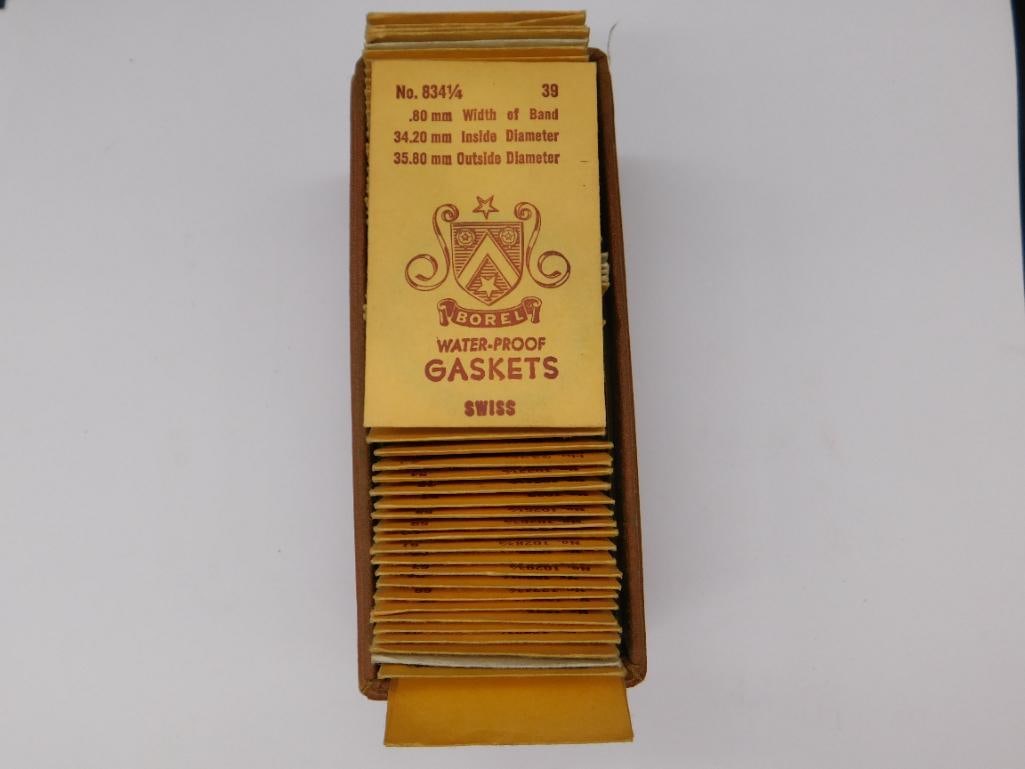 No. 834¼ 39
.80 mm Width of Band
34.20 mm Inside Diameter
35.80 mm Outside Diameter
BOREL
WATER-PROOF
GASKETS
SWISS